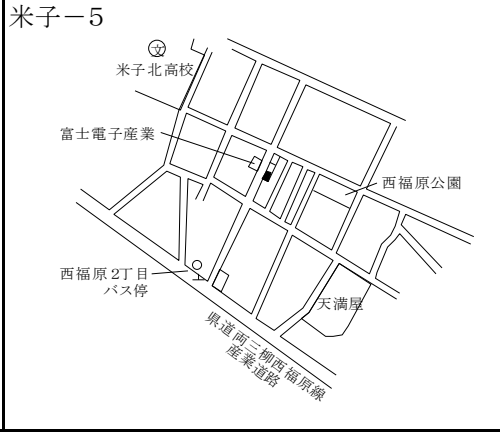 米子－5
文
米子北高校
富士電子産業
西福原公園
西福原2丁目
バス停
天満屋
県道両三柳西福原線
産業道路